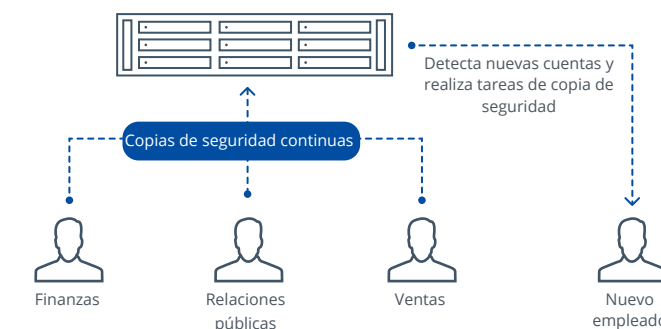 Detecta nuevas cuentas y
realiza tareas de copia de
seguridad
Copias de seguridad continuas
Finanzas
Relaciones
públicas
Ventas
Nuevo
empleado